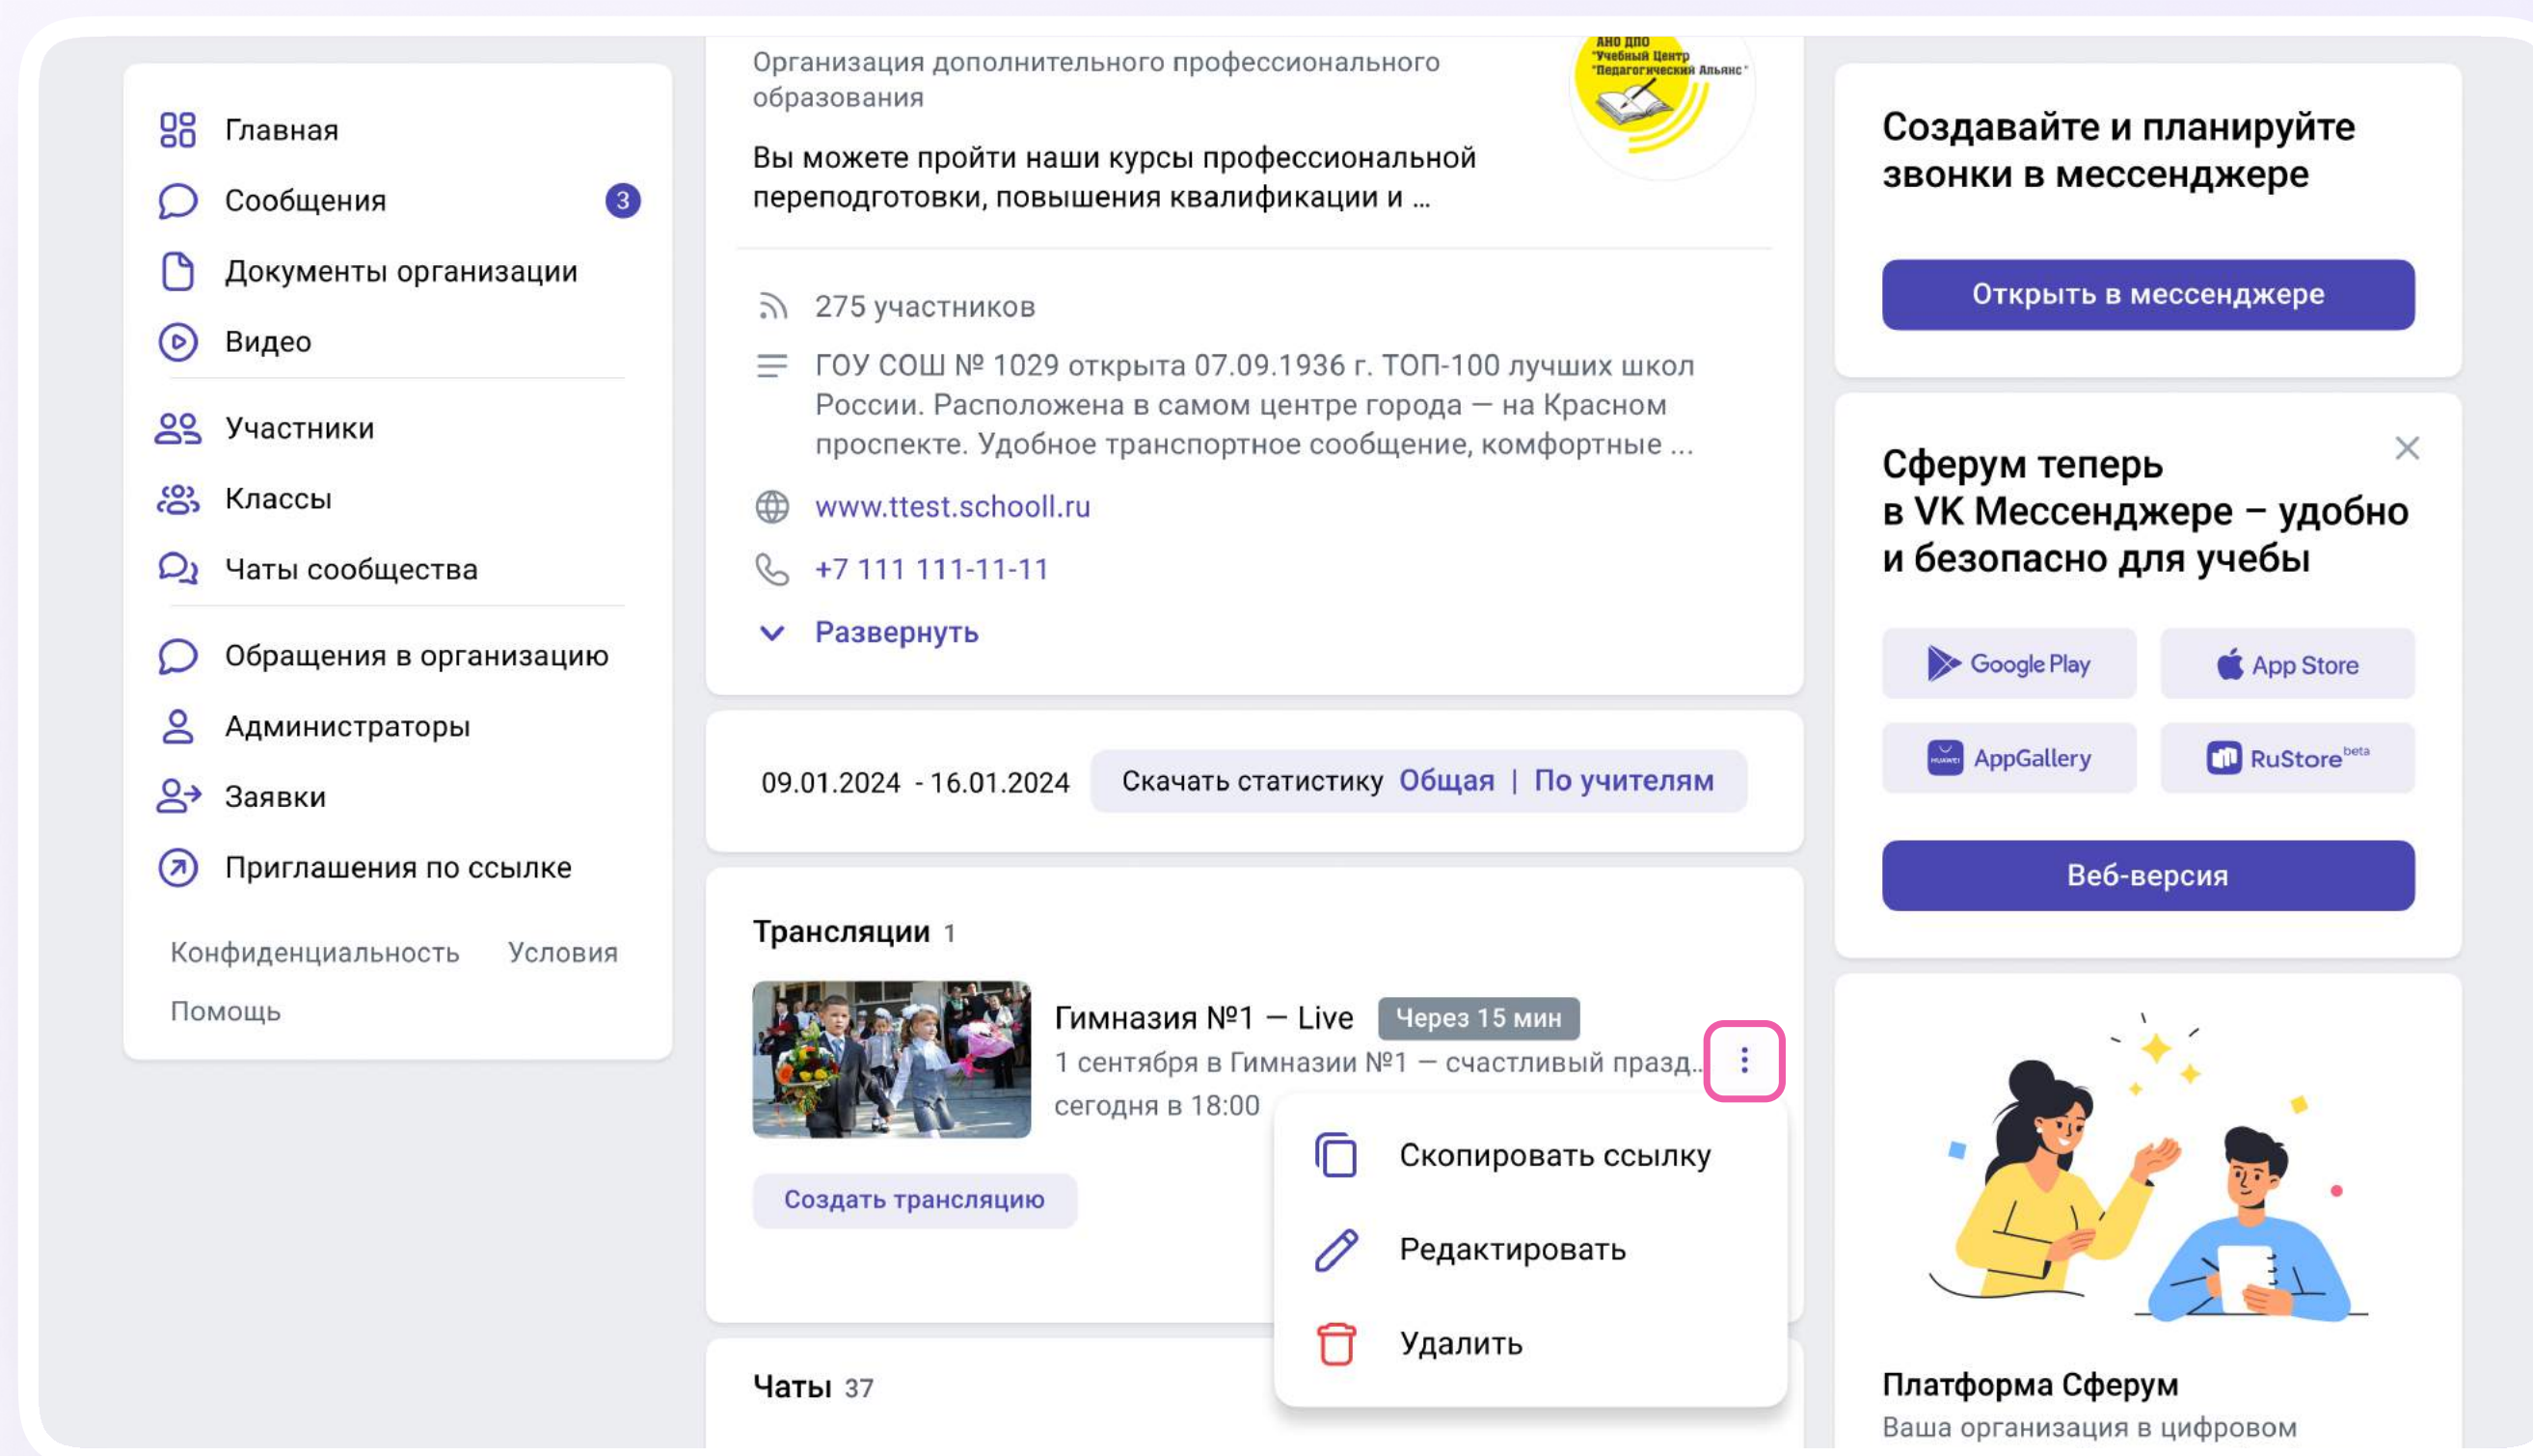 Главная
Сообщения 3
Документы организации
Видео
Участники
Классы
Чаты сообщества
Обращения в организацию
Администраторы
Заявки
Приглашения по ссылке
Конфиденциальность Условия
Помощь
Организация дополнительного профессионального
образования
Вы можете пройти наши курсы профессиональной
переподготовки, повышения квалификации и ...
АНО ДПО
"Учебный Центр
"Педагогический Альянс"
275 участников
ГОУ СОШ № 1029 открыта 07.09.1936 г. ТОП-100 лучших школ
России. Расположена в самом центре города — на Красном
проспекте. Удобное транспортное сообщение, комфортные ...
www.ttest.schooll.ru
+7 111 111-11-11
Развернуть
09.01.2024 - 16.01.2024 Скачать статистику Общая | По учителям
Трансляции 1
Гимназия №1 — Live Через 15 мин
1 сентября в Гимназии №1 — счастливый празд...
сегодня в 18:00
Создать трансляцию
Скопировать ссылку
Редактировать
Удалить
Чаты 37
Создавайте и планируйте
звонки в мессенджере
Открыть в мессенджере
Сферум теперь
в VK Мессенджере – удобно
и безопасно для учебы
Google Play App Store
HUAWEI AppGallery RuStore beta
Веб-версия
Платформа Сферум
Ваша организация в цифровом